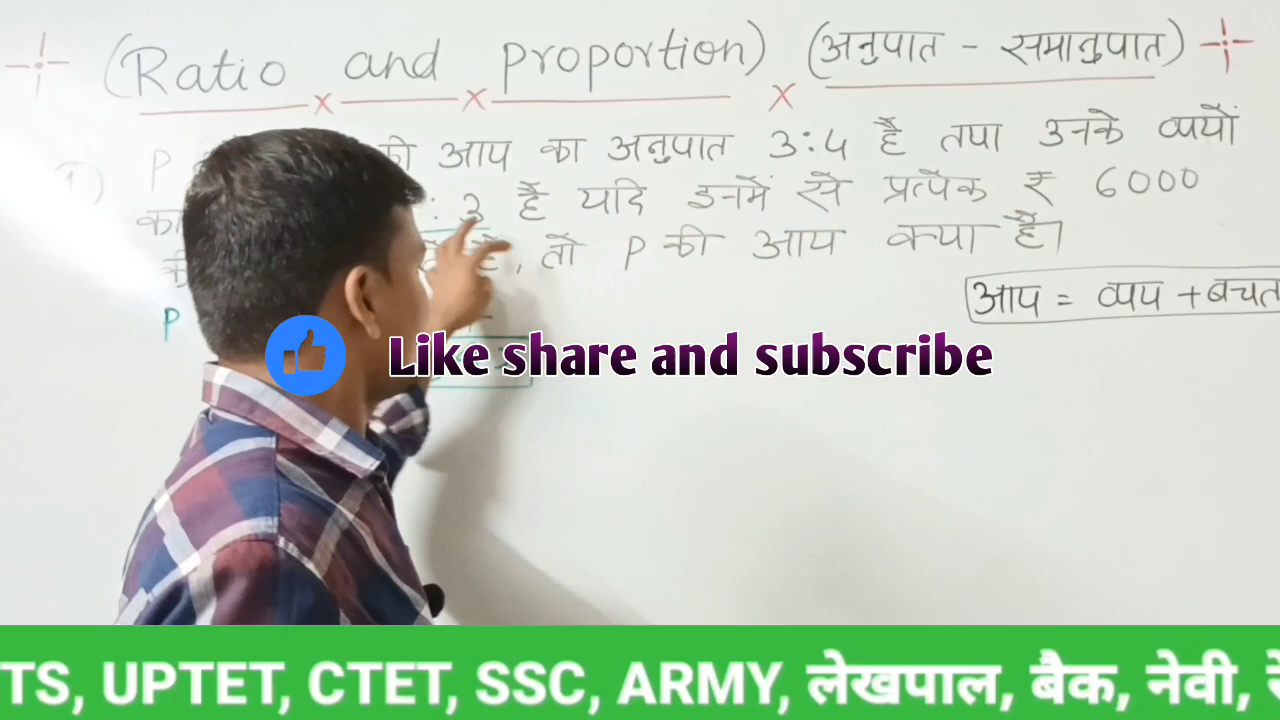 (Ratio and proportion) (अनुपात - समानुपात)
1) P की आय का अनुपात 3:4 है तथा उनके व्ययों
का : 3 है यदि इनमें से प्रत्येक ₹ 6000
की है, तो P की आय क्या है।
आय = व्यय + बचत
P
Like share and subscribe
TS, UPTET, CTET, SSC, ARMY, लेखपाल, बैक, नेवी, रे